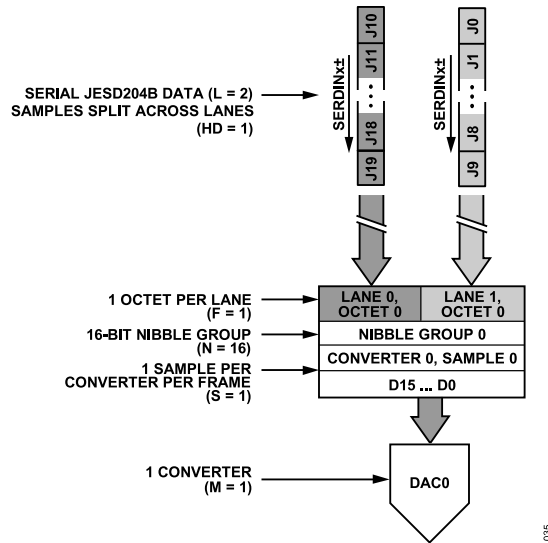 J10
J11
J18
J19
SERDINx±
J0
J1
J8
J9
SERDINx±
SERIAL JESD204B DATA (L = 2)
SAMPLES SPLIT ACROSS LANES
(HD = 1)
1 OCTET PER LANE
(F = 1)
LANE 0,
OCTET 0
LANE 1,
OCTET 0
16-BIT NIBBLE GROUP
(N = 16)
NIBBLE GROUP 0
1 SAMPLE PER
CONVERTER PER FRAME
(S = 1)
CONVERTER 0, SAMPLE 0
D15 ... D0
1 CONVERTER
(M = 1)
DAC0
035